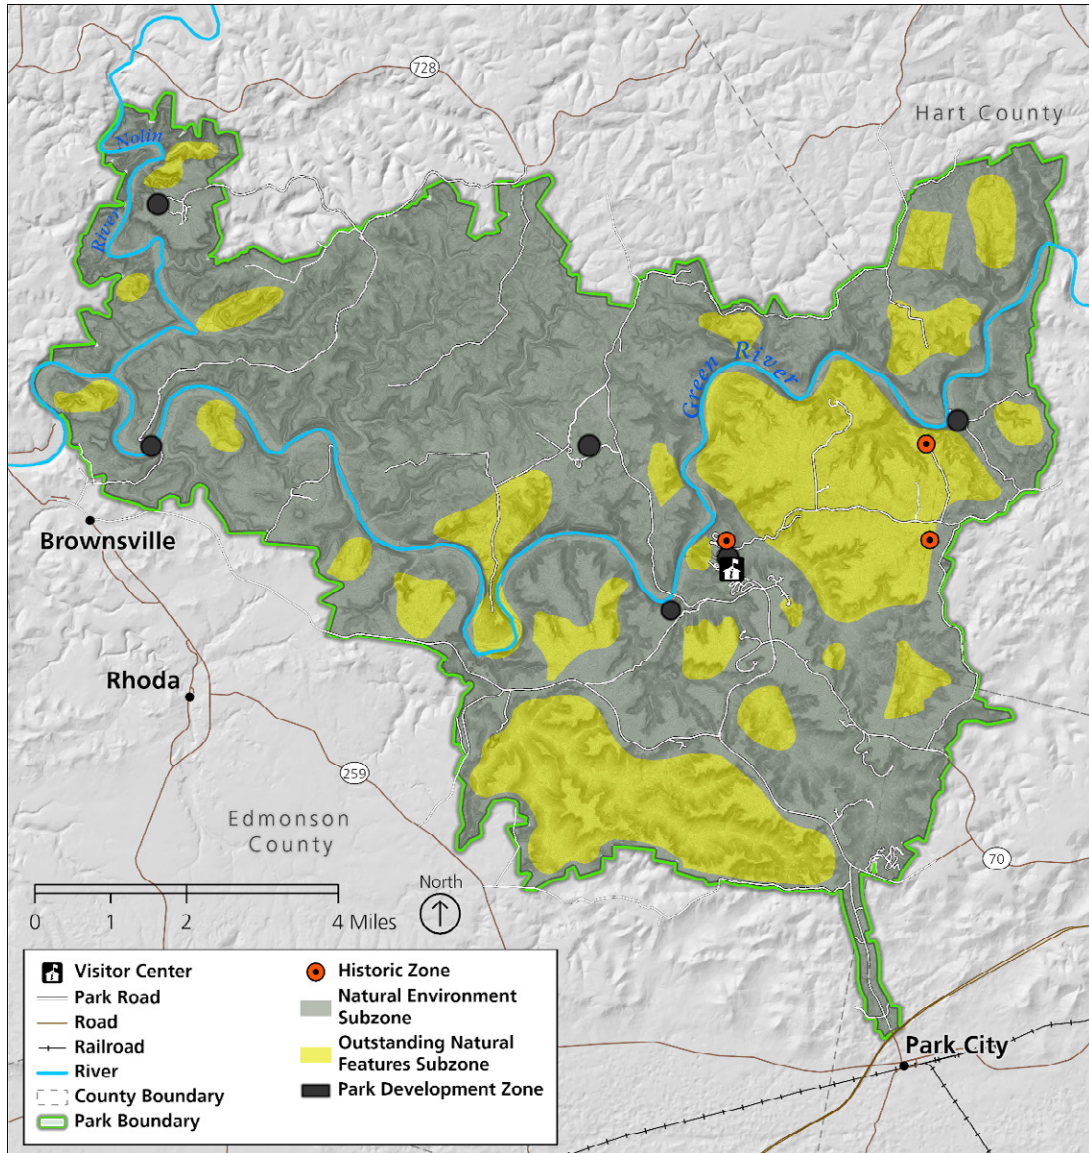 728
Hart County
Nolin
River
Green River
Brownsville
Rhoda
259
Edmonson
County
70
North
0 1 2 4 Miles
Park City
Visitor Center
Park Road
Road
Railroad
River
County Boundary
Park Boundary
Historic Zone
Natural Environment
Subzone
Outstanding Natural
Features Subzone
Park Development Zone